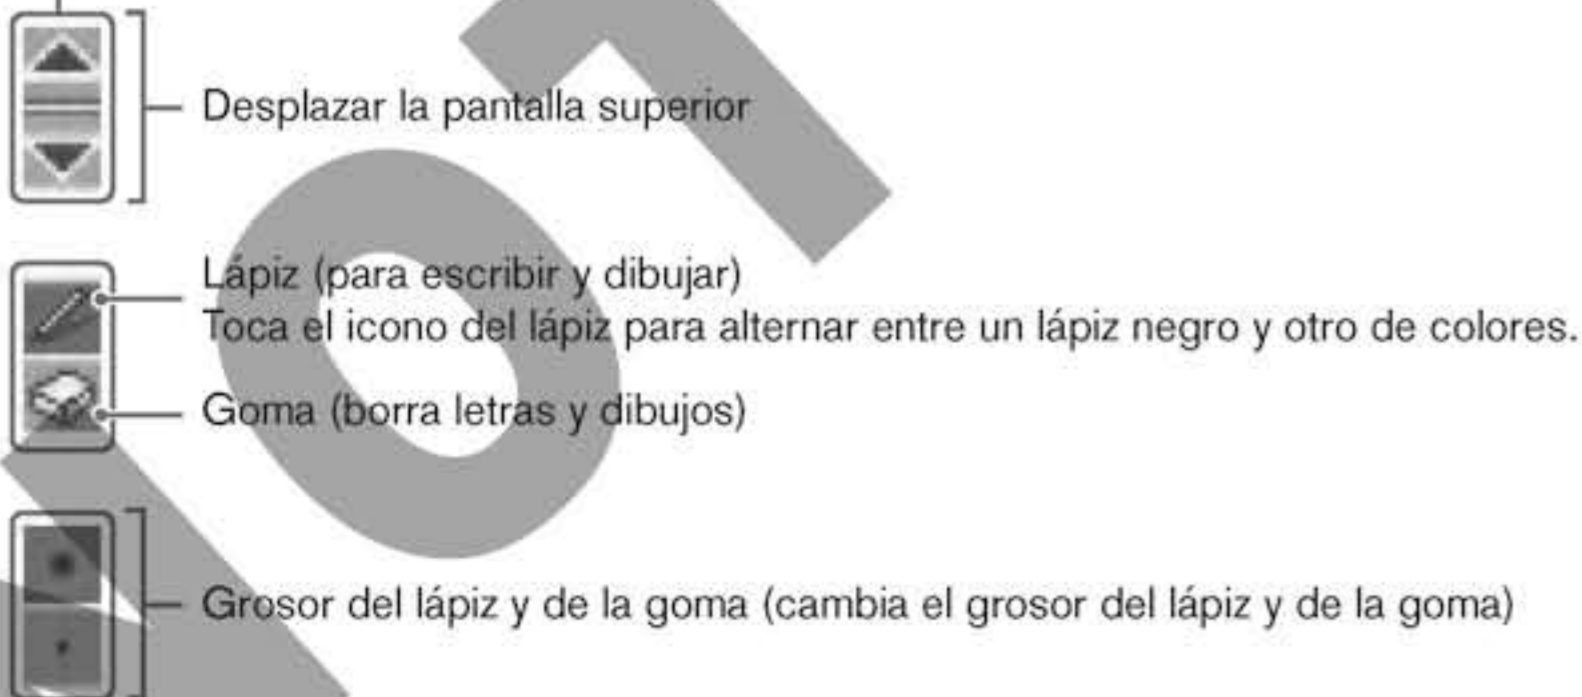 Desplazar la pantalla superior
Lápiz (para escribir y dibujar)
Toca el icono del lápiz para alternar entre un lápiz negro y otro de colores.
Goma (borra letras y dibujos)
Grosor del lápiz y de la goma (cambia el grosor del lápiz y de la goma)